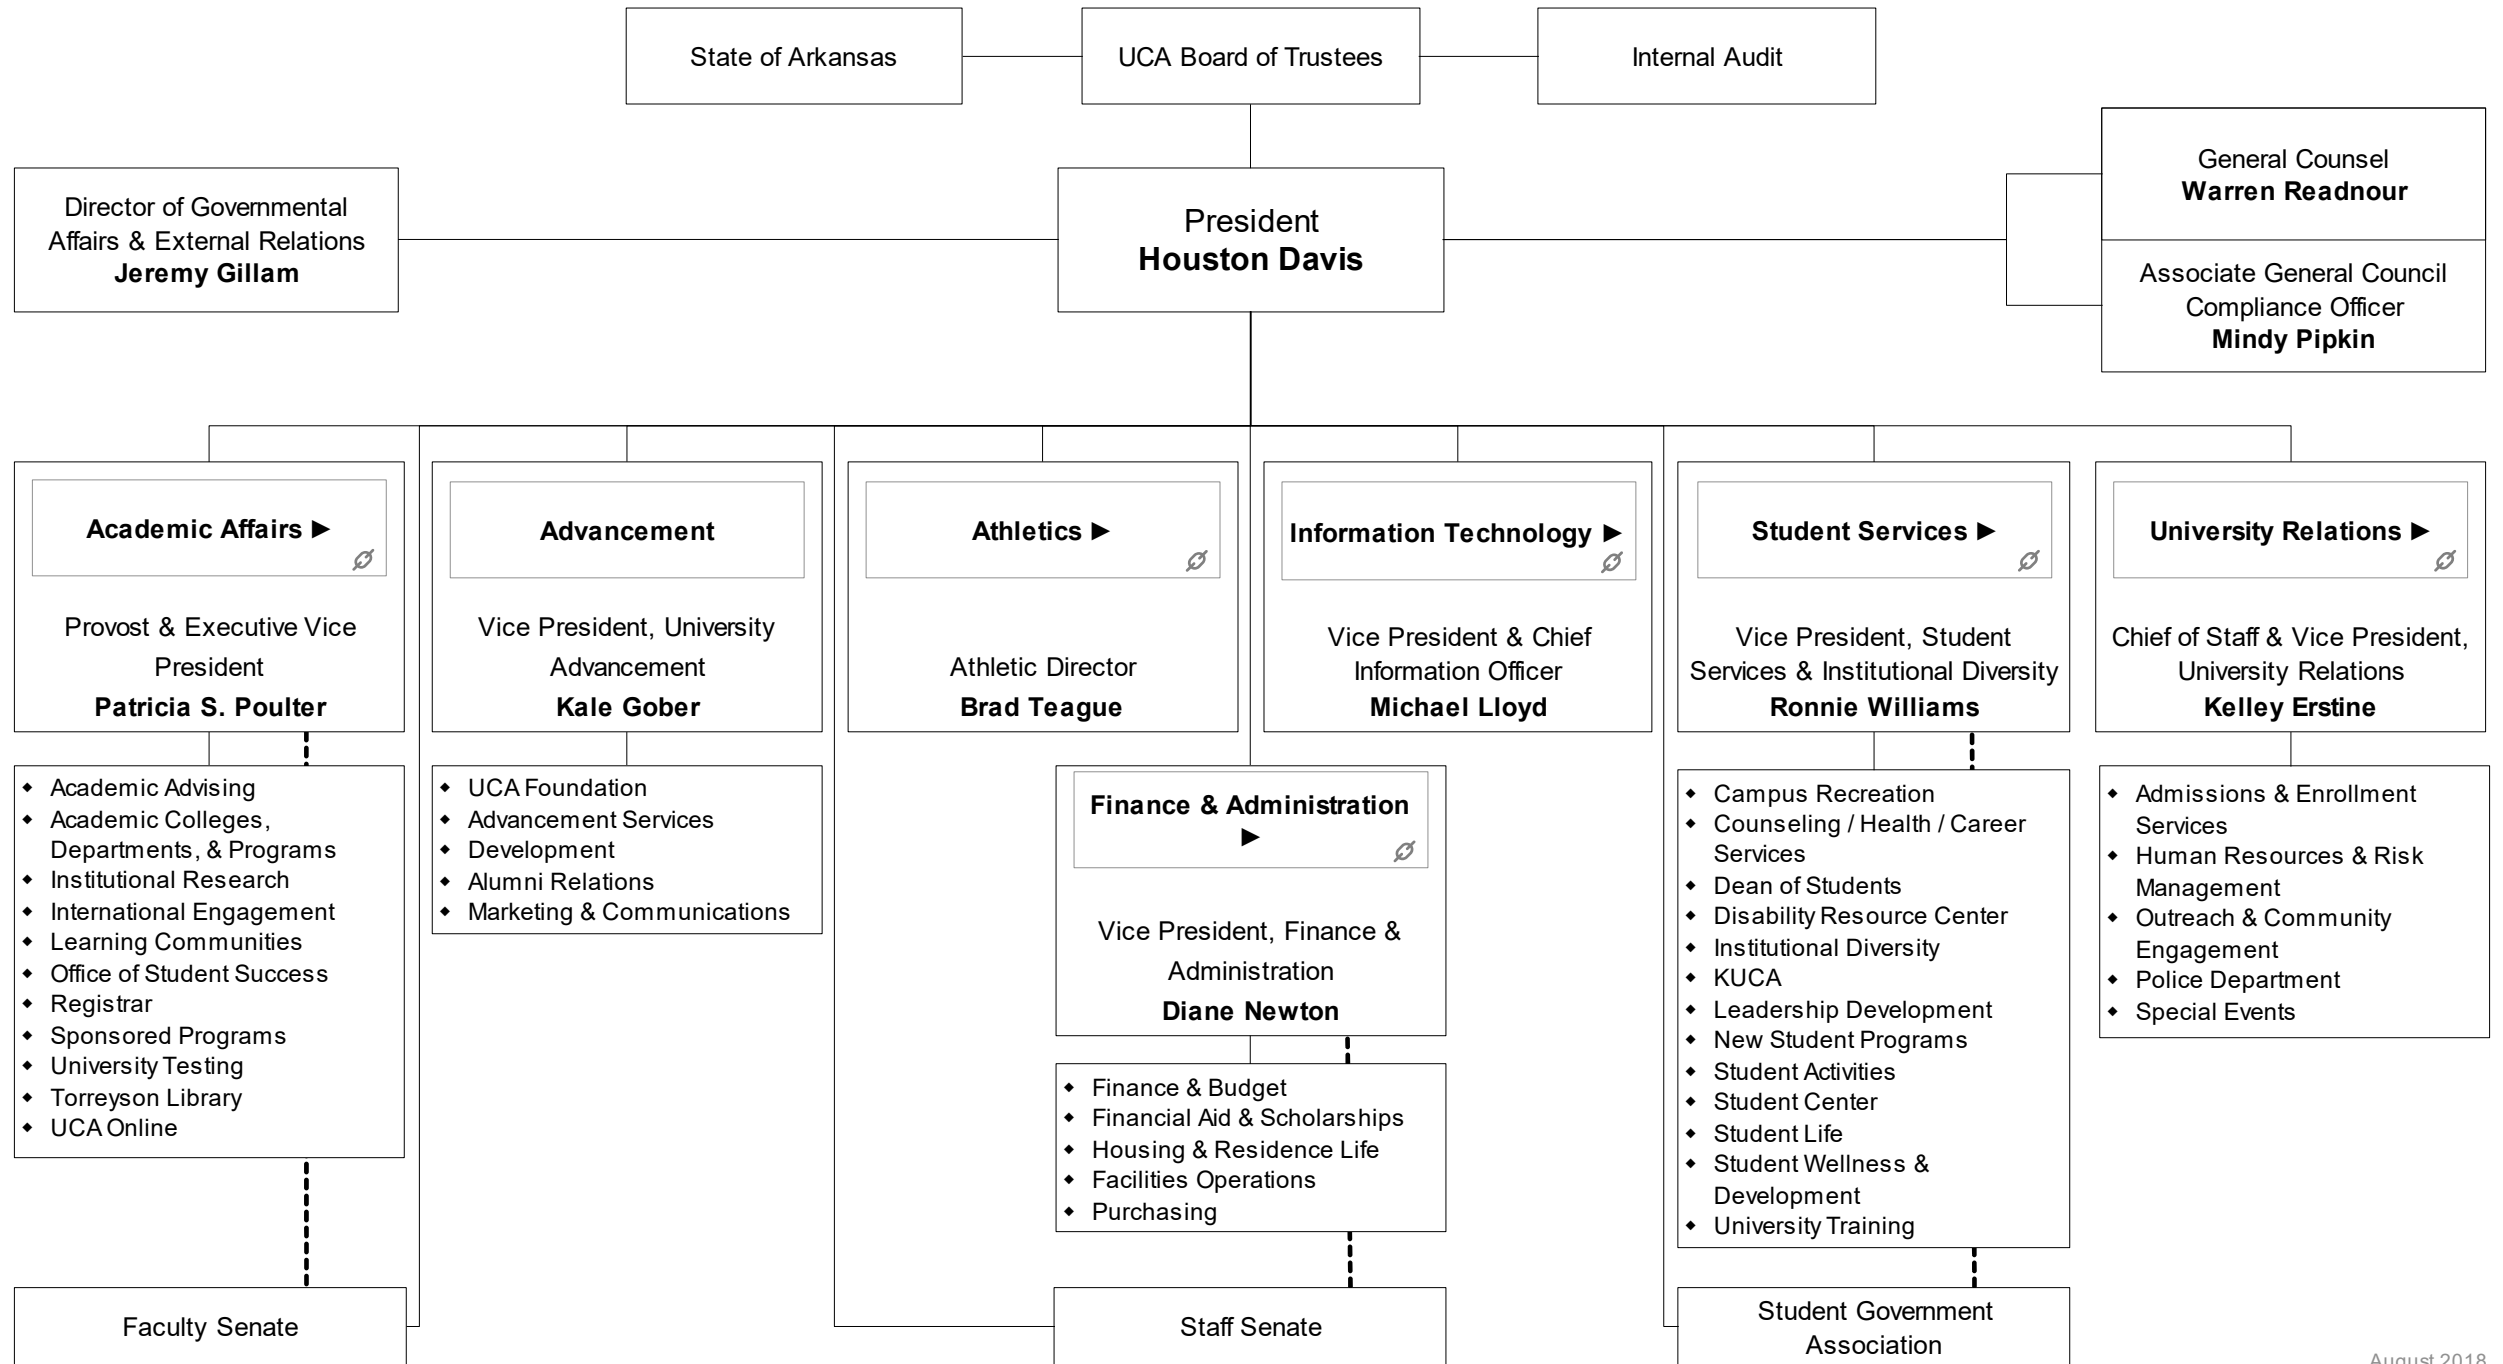 State of Arkansas
UCA Board of Trustees
Internal Audit
General Counsel
Warren Readnour
Associate General Council
Compliance Officer
Mindy Pipkin
Director of Governmental
Affairs & External Relations
Jeremy Gillam
President
Houston Davis
Academic Affairs ►
Provost & Executive Vice
President
Patricia S. Poulter
Academic Advising
Academic Colleges,
Departments, & Programs
Institutional Research
International Engagement
Learning Communities
Office of Student Success
Registrar
Sponsored Programs
University Testing
Torreyson Library
UCA Online
Faculty Senate
Advancement
Vice President, University
Advancement
Kale Gober
UCA Foundation
Advancement Services
Development
Alumni Relations
Marketing & Communications
Athletics ►
Athletic Director
Brad Teague
Finance & Administration
►
Vice President, Finance &
Administration
Diane Newton
Finance & Budget
Financial Aid & Scholarships
Housing & Residence Life
Facilities Operations
Purchasing
Staff Senate
Information Technology ►
Vice President & Chief
Information Officer
Michael Lloyd
Student Services ►
Vice President, Student
Services & Institutional Diversity
Ronnie Williams
Campus Recreation
Counseling / Health / Career
Services
Dean of Students
Disability Resource Center
Institutional Diversity
KUCA
Leadership Development
New Student Programs
Student Activities
Student Center
Student Life
Student Wellness &
Development
University Training
Student Government
Association
University Relations ►
Chief of Staff & Vice President,
University Relations
Kelley Erstine
Admissions & Enrollment
Services
Human Resources & Risk
Management
Outreach & Community
Engagement
Police Department
Special Events
August 2018